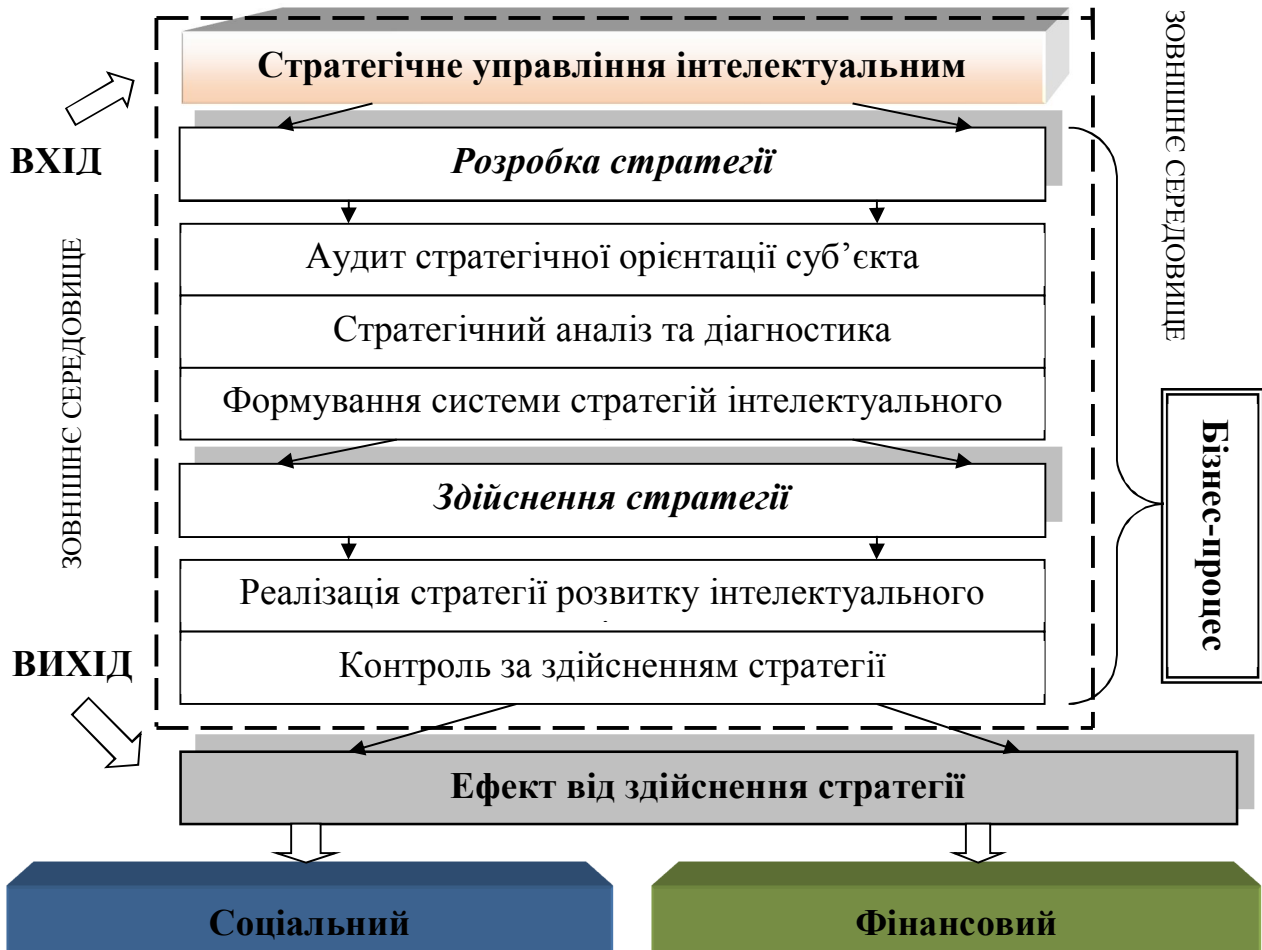 Стратегічне управління інтелектуальним
ЗОВНІШНЄ СЕРЕДОВИЩЕ
ВХІД
Розробка стратегії
Аудит стратегічної орієнтації суб’єкта
Стратегічний аналіз та діагностика
Формування системи стратегій інтелектуального
ЗОВНІШНЄ СЕРЕДОВИЩЕ
Здійснення стратегії
Бізнес-процес
Реалізація стратегії розвитку інтелектуального
ВИХІД
Контроль за здійсненням стратегії
Ефект від здійснення стратегії
Соціальний
Фінансовий